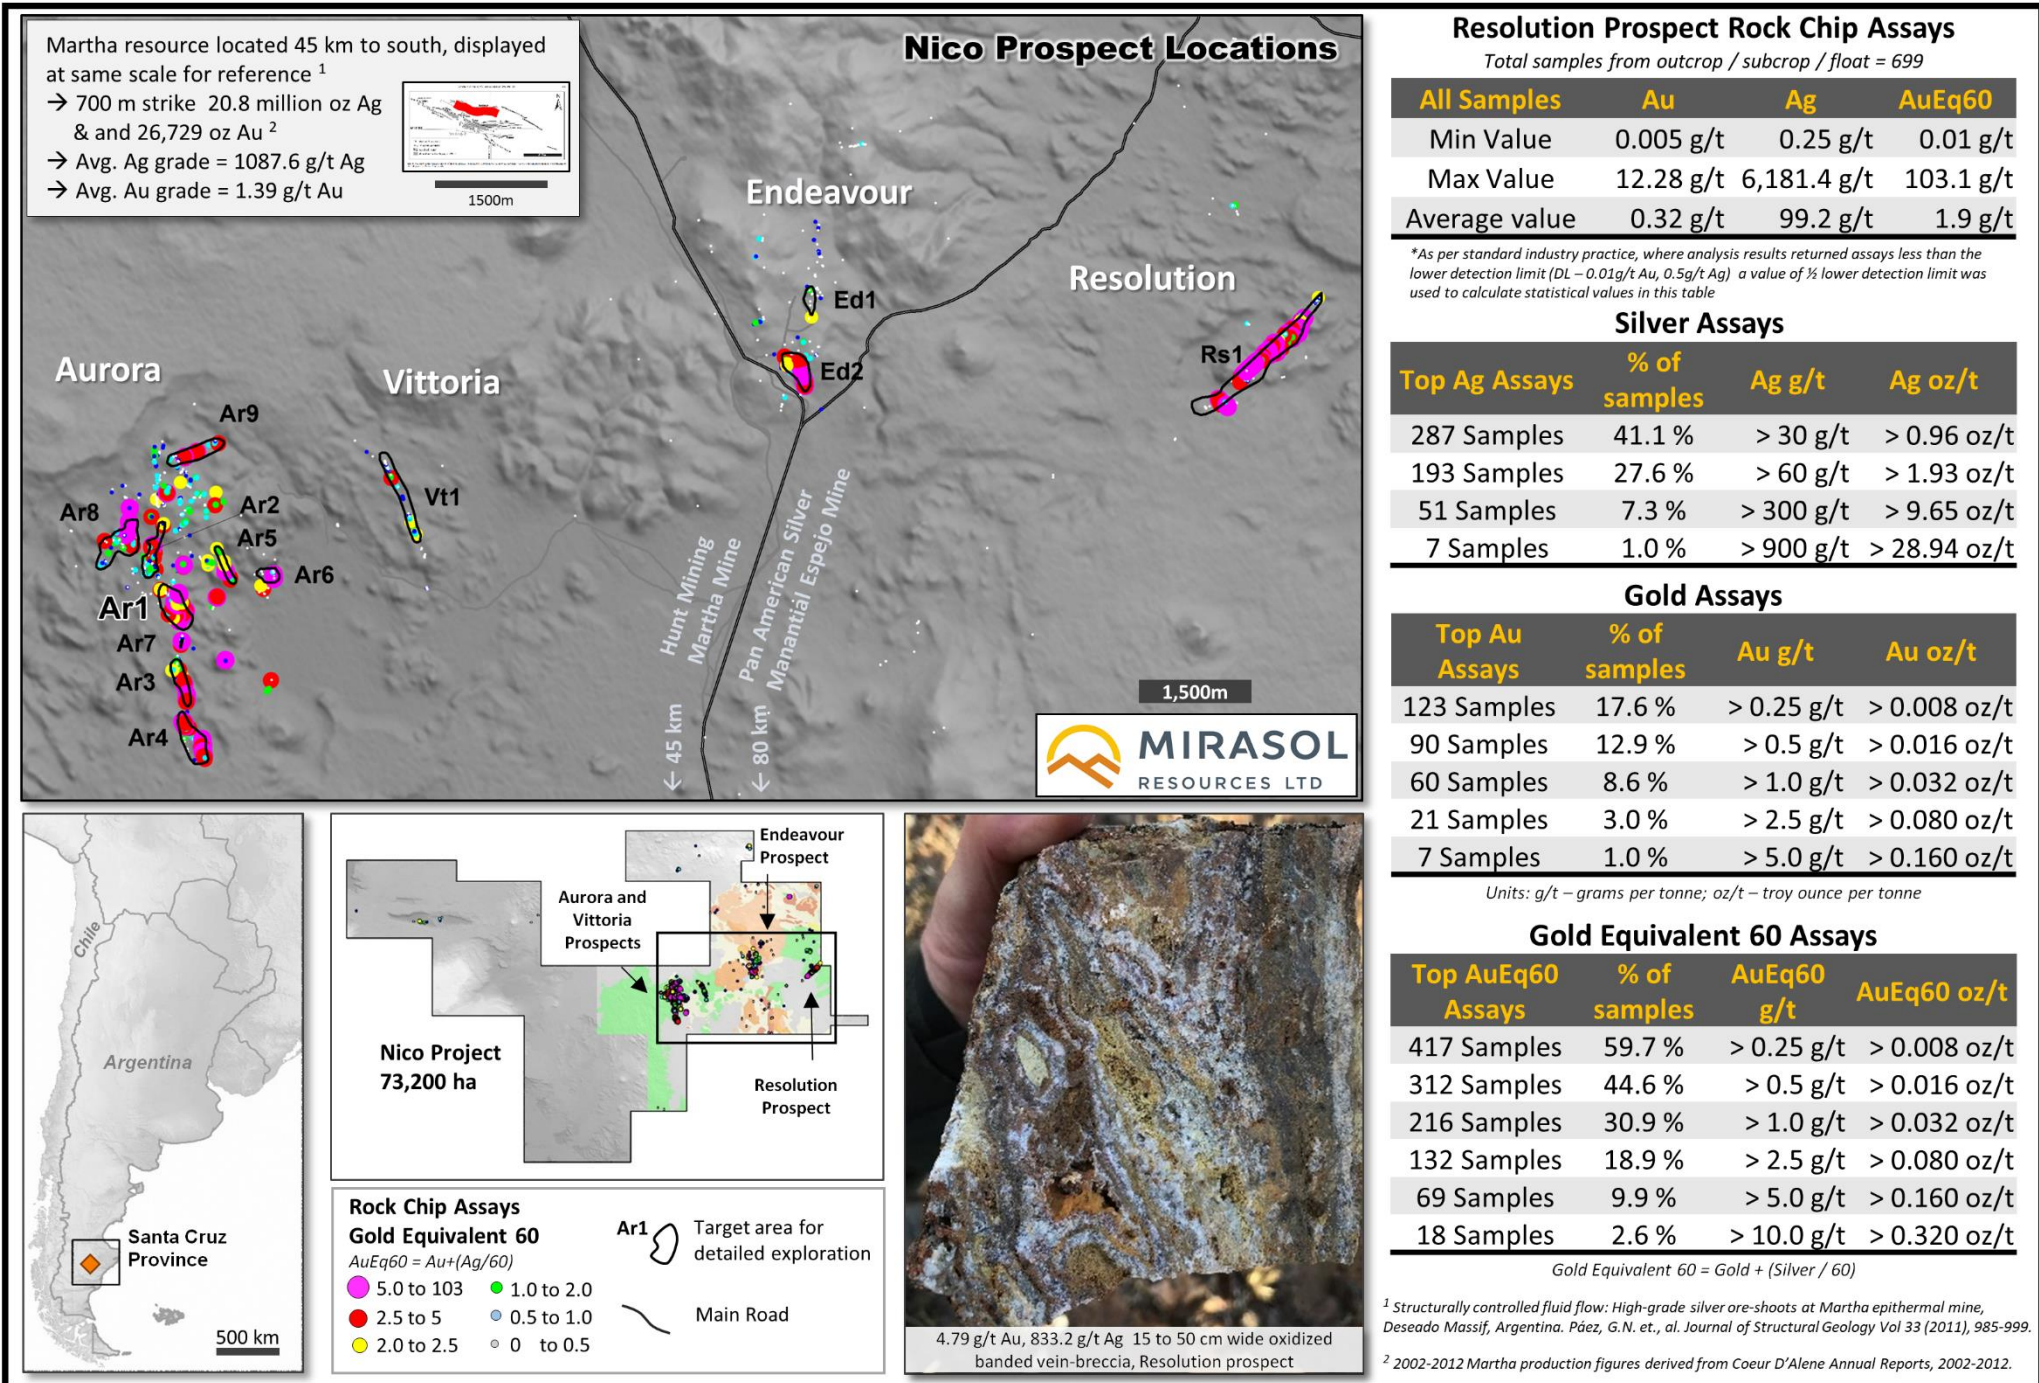 Nico Prospect Locations
Martha resource located 45 km to south, displayed
at same scale for reference 1
→ 700 m strike 20.8 million oz Ag
& and 26,729 oz Au 2
→ Avg. Ag grade = 1087.6 g/t Ag
→ Avg. Au grade = 1.39 g/t Au
1500m
Endeavour
Resolution
Aurora
Vittoria
Ed1
Ed2
Rs1
Ar9
Ar8
Ar2
Ar5
Ar6
Ar1
Ar7
Ar3
Ar4
Vt1
Hunt Mining
Martha Mine
← 45 km
Pan American Silver
Manantial Espejo Mine
← 80 km
1,500m
MIRASOL
RESOURCES LTD
Chile
Argentina
Santa Cruz
Province
500 km
Endeavour
Prospect
Aurora and
Vittoria
Prospects
Nico Project
73,200 ha
Resolution
Prospect
Rock Chip Assays
Gold Equivalent 60
AuEq60 = Au+(Ag/60)
5.0 to 103
2.5 to 5
2.0 to 2.5
1.0 to 2.0
0.5 to 1.0
0 to 0.5
Ar1
Target area for
detailed exploration
Main Road
4.79 g/t Au, 833.2 g/t Ag 15 to 50 cm wide oxidized
banded vein-breccia, Resolution prospect
Resolution Prospect Rock Chip Assays
Total samples from outcrop / subcrop / float = 699
All Samples Au Ag AuEq60
Min Value 0.005 g/t 0.25 g/t 0.01 g/t
Max Value 12.28 g/t 6,181.4 g/t 103.1 g/t
Average value 0.32 g/t 99.2 g/t 1.9 g/t
*As per standard industry practice, where analysis results returned assays less than the
lower detection limit (DL – 0.01g/t Au, 0.5g/t Ag) a value of ½ lower detection limit was
used to calculate statistical values in this table
Silver Assays
Top Ag Assays % of samples Ag g/t Ag oz/t
287 Samples 41.1 % > 30 g/t > 0.96 oz/t
193 Samples 27.6 % > 60 g/t > 1.93 oz/t
51 Samples 7.3 % > 300 g/t > 9.65 oz/t
7 Samples 1.0 % > 900 g/t > 28.94 oz/t
Gold Assays
Top Au Assays % of samples Au g/t Au oz/t
123 Samples 17.6 % > 0.25 g/t > 0.008 oz/t
90 Samples 12.9 % > 0.5 g/t > 0.016 oz/t
60 Samples 8.6 % > 1.0 g/t > 0.032 oz/t
21 Samples 3.0 % > 2.5 g/t > 0.080 oz/t
7 Samples 1.0 % > 5.0 g/t > 0.160 oz/t
Units: g/t – grams per tonne; oz/t – troy ounce per tonne
Gold Equivalent 60 Assays
Top AuEq60 Assays % of samples AuEq60 g/t AuEq60 oz/t
417 Samples 59.7 % > 0.25 g/t > 0.008 oz/t
312 Samples 44.6 % > 0.5 g/t > 0.016 oz/t
216 Samples 30.9 % > 1.0 g/t > 0.032 oz/t
132 Samples 18.9 % > 2.5 g/t > 0.080 oz/t
69 Samples 9.9 % > 5.0 g/t > 0.160 oz/t
18 Samples 2.6 % > 10.0 g/t > 0.320 oz/t
Gold Equivalent 60 = Gold + (Silver / 60)
1 Structurally controlled fluid flow: High-grade silver ore-shoots at Martha epithermal mine,
Deseado Massif, Argentina. Páez, G.N. et., al. Journal of Structural Geology Vol 33 (2011), 985-999.
2 2002-2012 Martha production figures derived from Coeur D'Alene Annual Reports, 2002-2012.